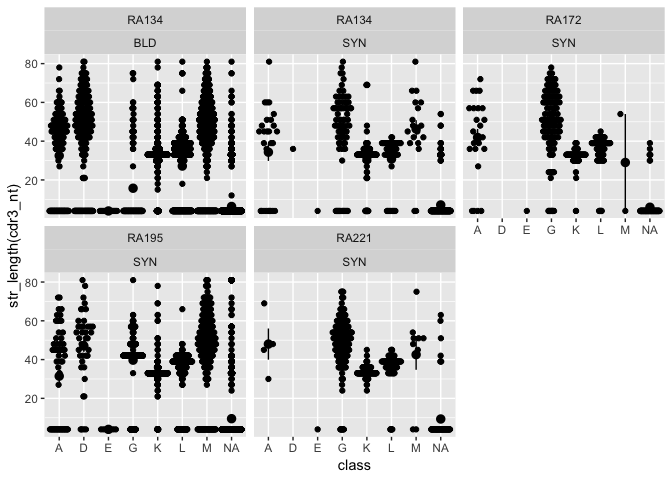 RA134 RA134 RA172
BLD SYN SYN
80
60
40
20
A D E G K L M NA
RA195 RA221
SYN SYN
80
60
40
20
A D E G K L M NA A D E G K L M NA
class
str_length(cdr3_nt)